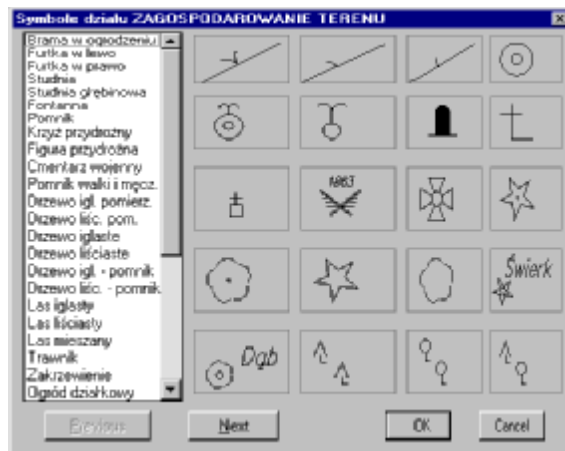 Symbole działu ZAGOSPODAROWANIE TERENU
Brama w ogrodzeniu
Furtka w lewo
Furtka w prawo
Studnia
Studnia głębinowa
Fontanna
Pomnik
Krzyż przydrożny
Figura przydrożna
Cmentarz wojenny
Pomnik walki i męcz.
Drzewo igl. pomierz.
Drzewo liśc. pom.
Drzewo iglaste
Drzewo liściaste
Drzewo igl. - pomnik
Drzewo liśc. - pomnik
Las iglasty
Las liściasty
Las mieszany
Trawnik
Zakrzewienie
Ogród działkowy
1863
Świerk
Dąb
Previous
Next
OK
Cancel